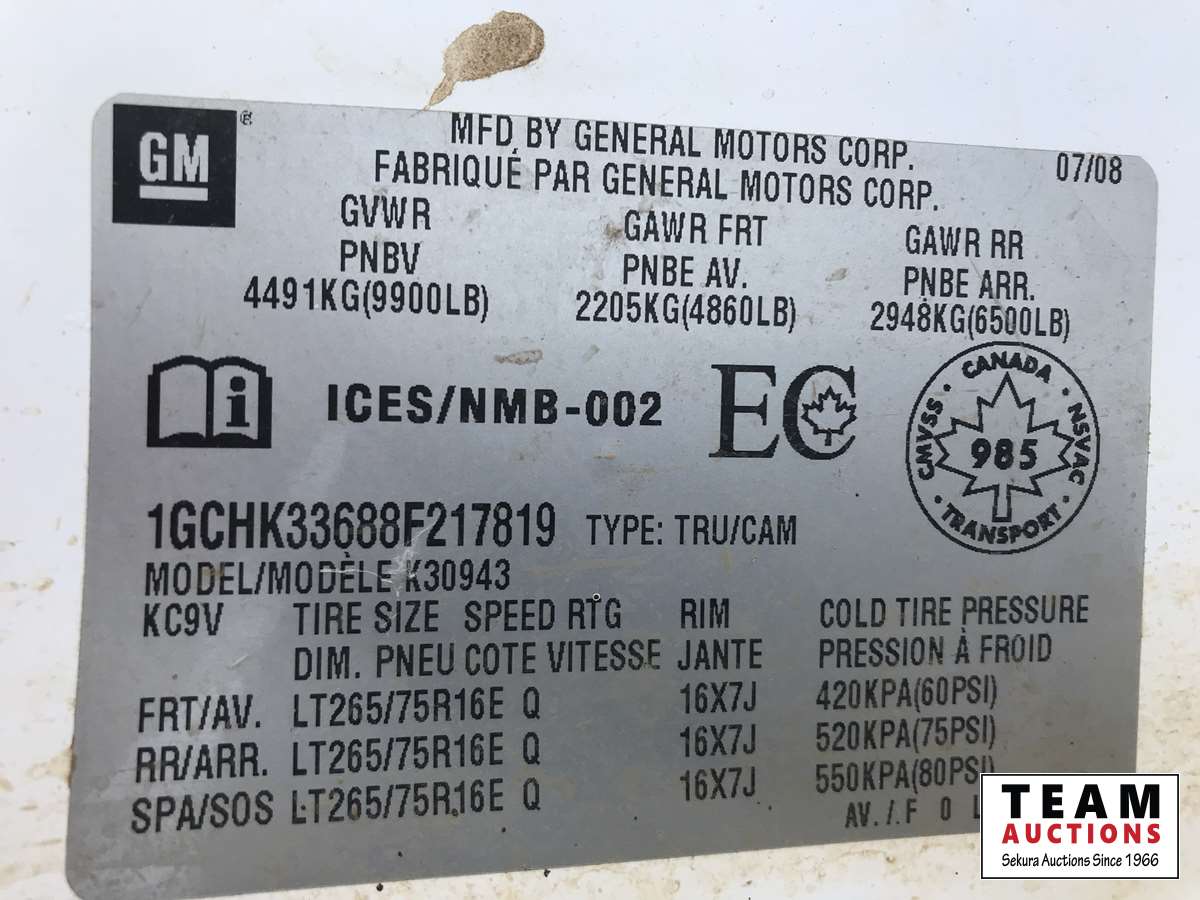 GM ®
MFD BY GENERAL MOTORS CORP. 07/08
FABRIQUÉ PAR GENERAL MOTORS CORP.
GVWR GAWR FRT GAWR RR
PNBV PNBE AV. PNBE ARR.
4491KG(9900LB) 2205KG(4860LB) 2948KG(6500LB)
i ICES/NMB-002 EC
CANADA
CMVSS 985 NSVAC
TRANSPORT
1GCHK33688F217819 TYPE: TRU/CAM
MODEL/MODÈLE K30943
KC9V TIRE SIZE SPEED RTG RIM COLD TIRE PRESSURE
DIM. PNEU COTE VITESSE JANTE PRESSION À FROID
FRT/AV. LT265/75R16E Q 16X7J 420KPA(60PSI)
RR/ARR. LT265/75R16E Q 16X7J 520KPA(75PSI)
SPA/SOS LT265/75R16E Q 16X7J 550KPA(80PSI)
AV./.F O
TEAM
AUCTIONS
Sekura Auctions Since 1966